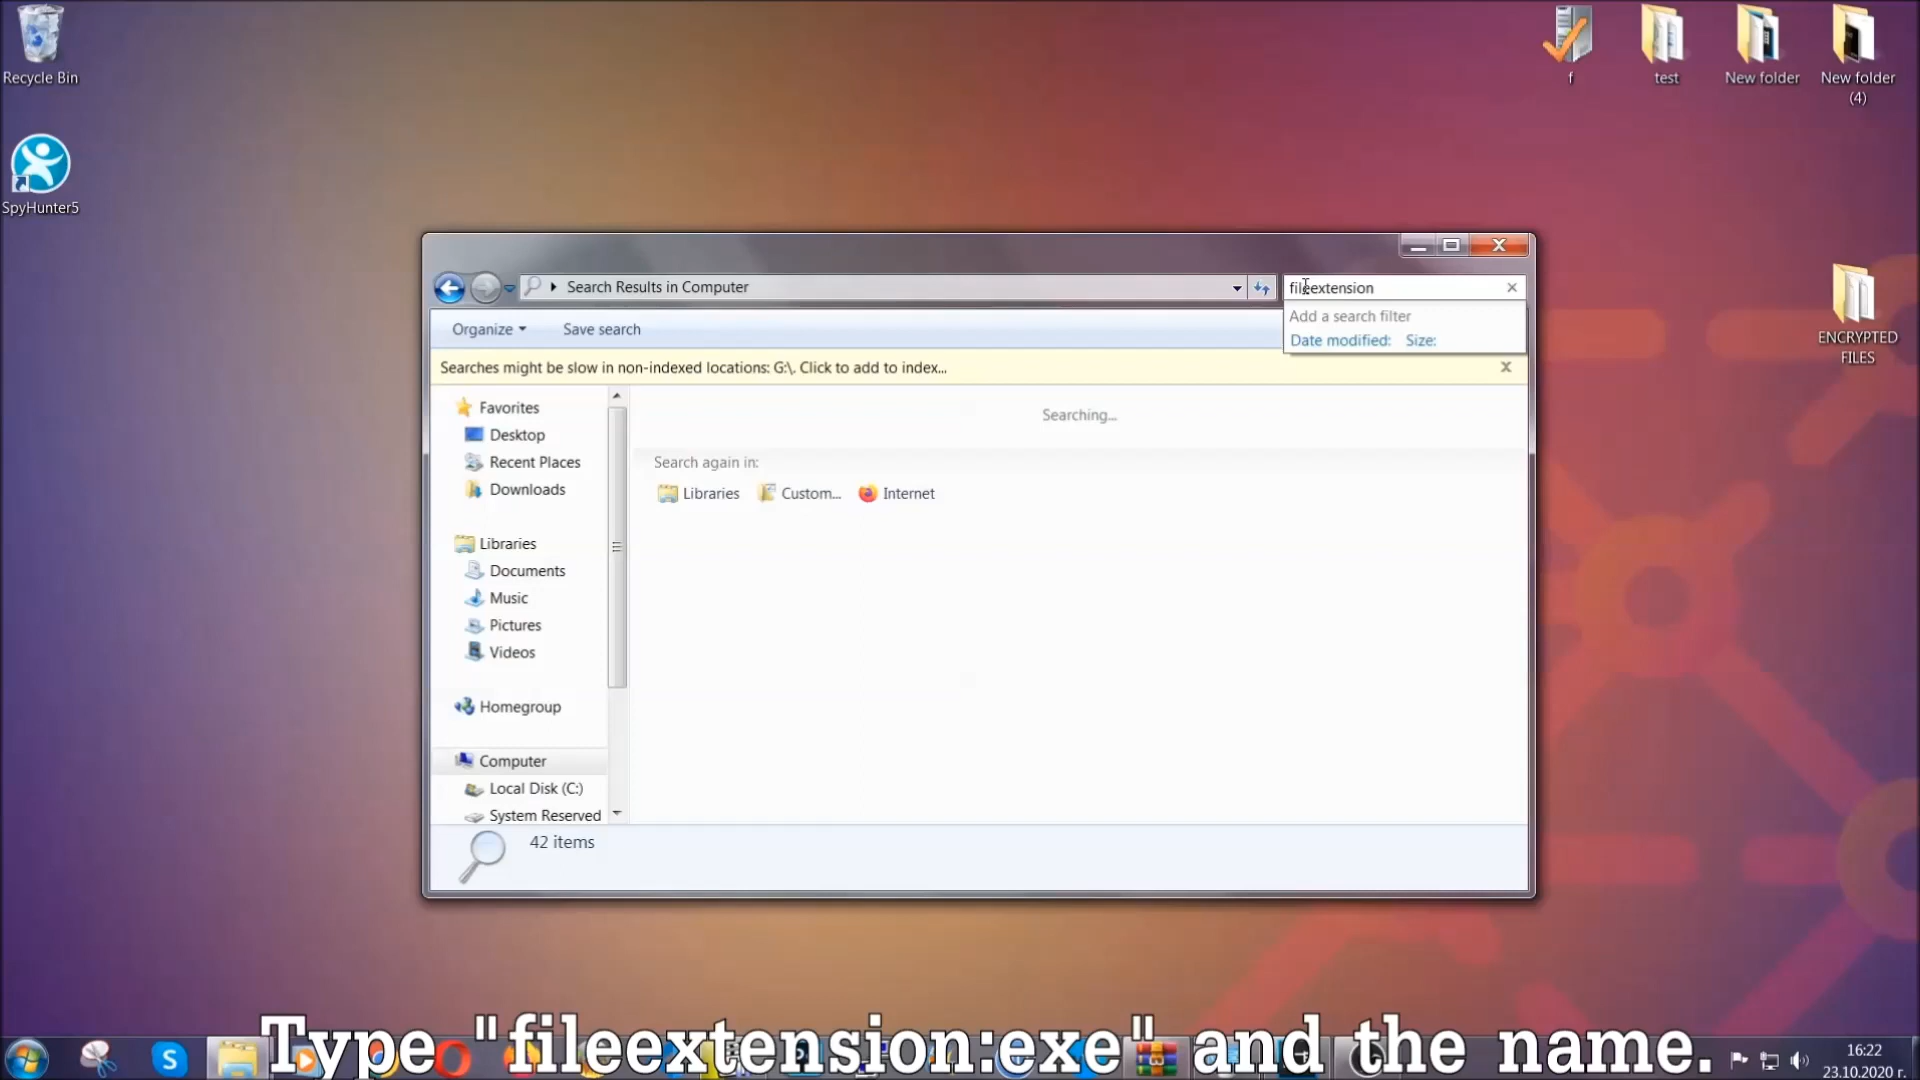 Recycle Bin
SpyHunter5
f
test
New folder
New folder
(4)
ENCRYPTED
FILES
Search Results in Computer
fileextension
Add a search filter
Date modified: Size:
Organize
Save search
Searches might be slow in non-indexed locations: G:\. Click to add to index...
Favorites
Desktop
Recent Places
Downloads
Libraries
Documents
Music
Pictures
Videos
Homegroup
Computer
Local Disk (C:)
System Reserved
Searching...
Search again in:
Libraries
Custom...
Internet
42 items
Type "fileextension:exe" and the name.
16:22
23.10.2020 г.